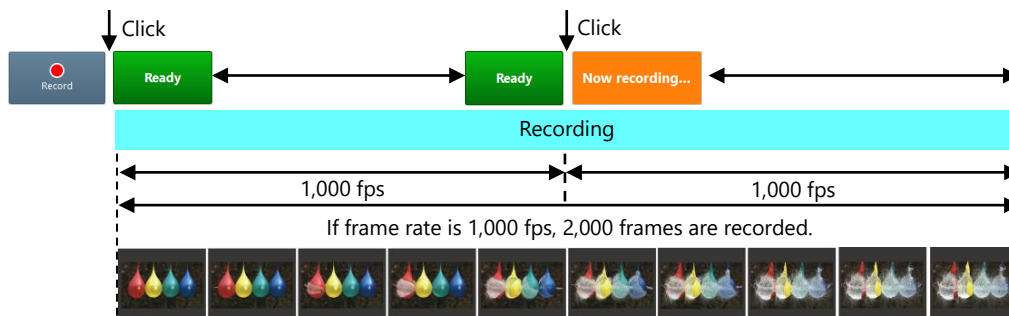 Click
Click
Record
Ready
Ready
Now recording...
Recording
1,000 fps
1,000 fps
If frame rate is 1,000 fps, 2,000 frames are recorded.